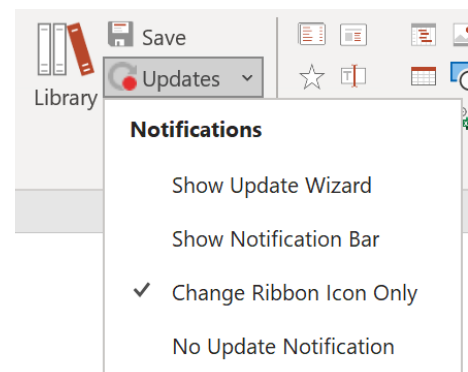 Save
Updates
Library
Notifications
Show Update Wizard
Show Notification Bar
Change Ribbon Icon Only
No Update Notification